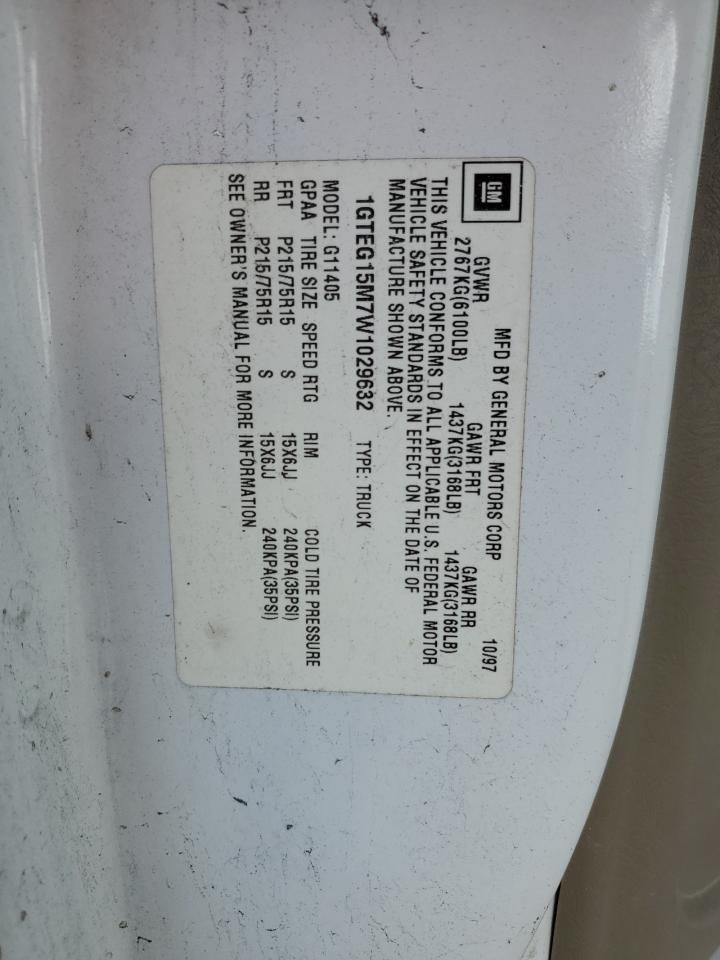 GM
MFD BY GENERAL MOTORS CORP 10/97
GVWR GAWR FRT GAWR RR
2767KG(6100LB) 1437KG(3168LB) 1437KG(3168LB)
THIS VEHICLE CONFORMS TO ALL APPLICABLE U.S. FEDERAL MOTOR
VEHICLE SAFETY STANDARDS IN EFFECT ON THE DATE OF
MANUFACTURE SHOWN ABOVE.
1GTEG15M7W1029632 TYPE: TRUCK
MODEL: G11405
GPAA TIRE SIZE SPEED RTG RIM COLD TIRE PRESSURE
FRT P215/75R15 S 15X6JJ 240KPA(35PSI)
RR P215/75R15 S 15X6JJ 240KPA(35PSI)
SEE OWNER'S MANUAL FOR MORE INFORMATION.